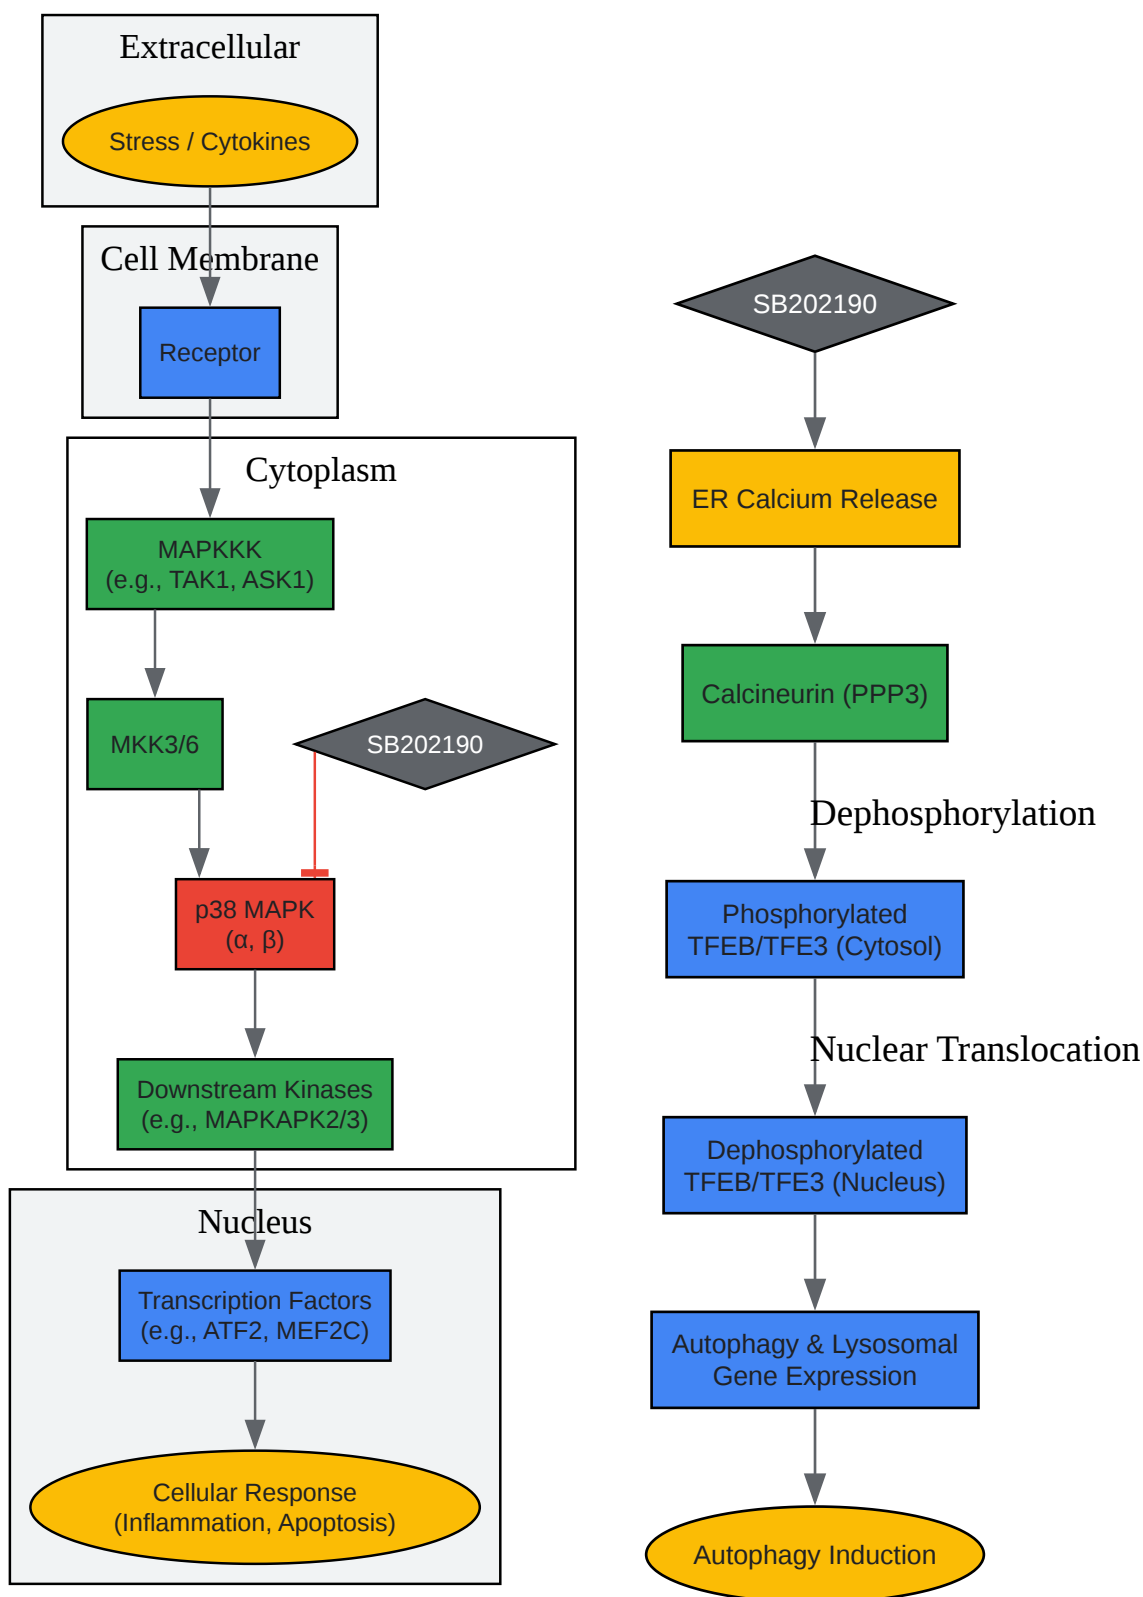 Extracellular
Stress / Cytokines
Cell Membrane
Receptor
Cytoplasm
MAPKKK
(e.g., TAK1, ASK1)
MKK3/6
SB202190
p38 MAPK
(α, β)
Downstream Kinases
(e.g., MAPKAPK2/3)
Nucleus
Transcription Factors
(e.g., ATF2, MEF2C)
Cellular Response
(Inflammation, Apoptosis)
SB202190
ER Calcium Release
Calcineurin (PPP3)
Dephosphorylation
Phosphorylated
TFEB/TFE3 (Cytosol)
Nuclear Translocation
Dephosphorylated
TFEB/TFE3 (Nucleus)
Autophagy & Lysosomal
Gene Expression
Autophagy Induction